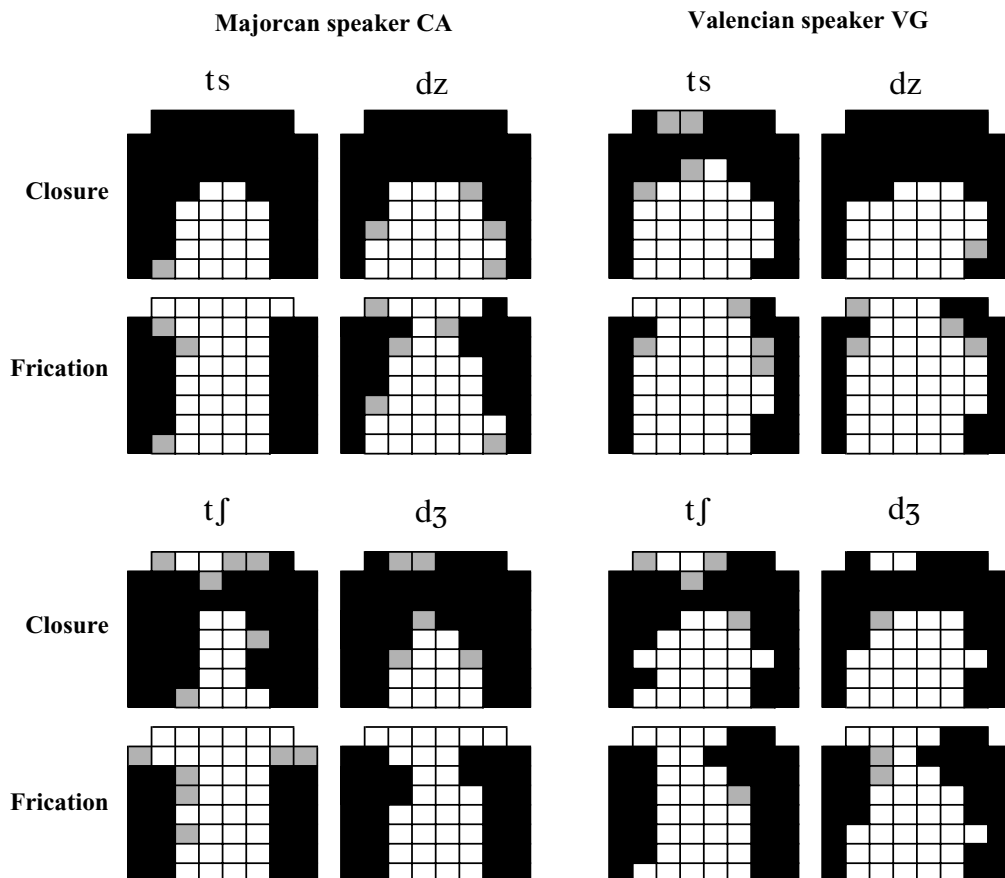 Majorcan speaker CA Valencian speaker VG
ts dz ts dz
Closure
Frication
tʃ dʒ tʃ dʒ
Closure
Frication